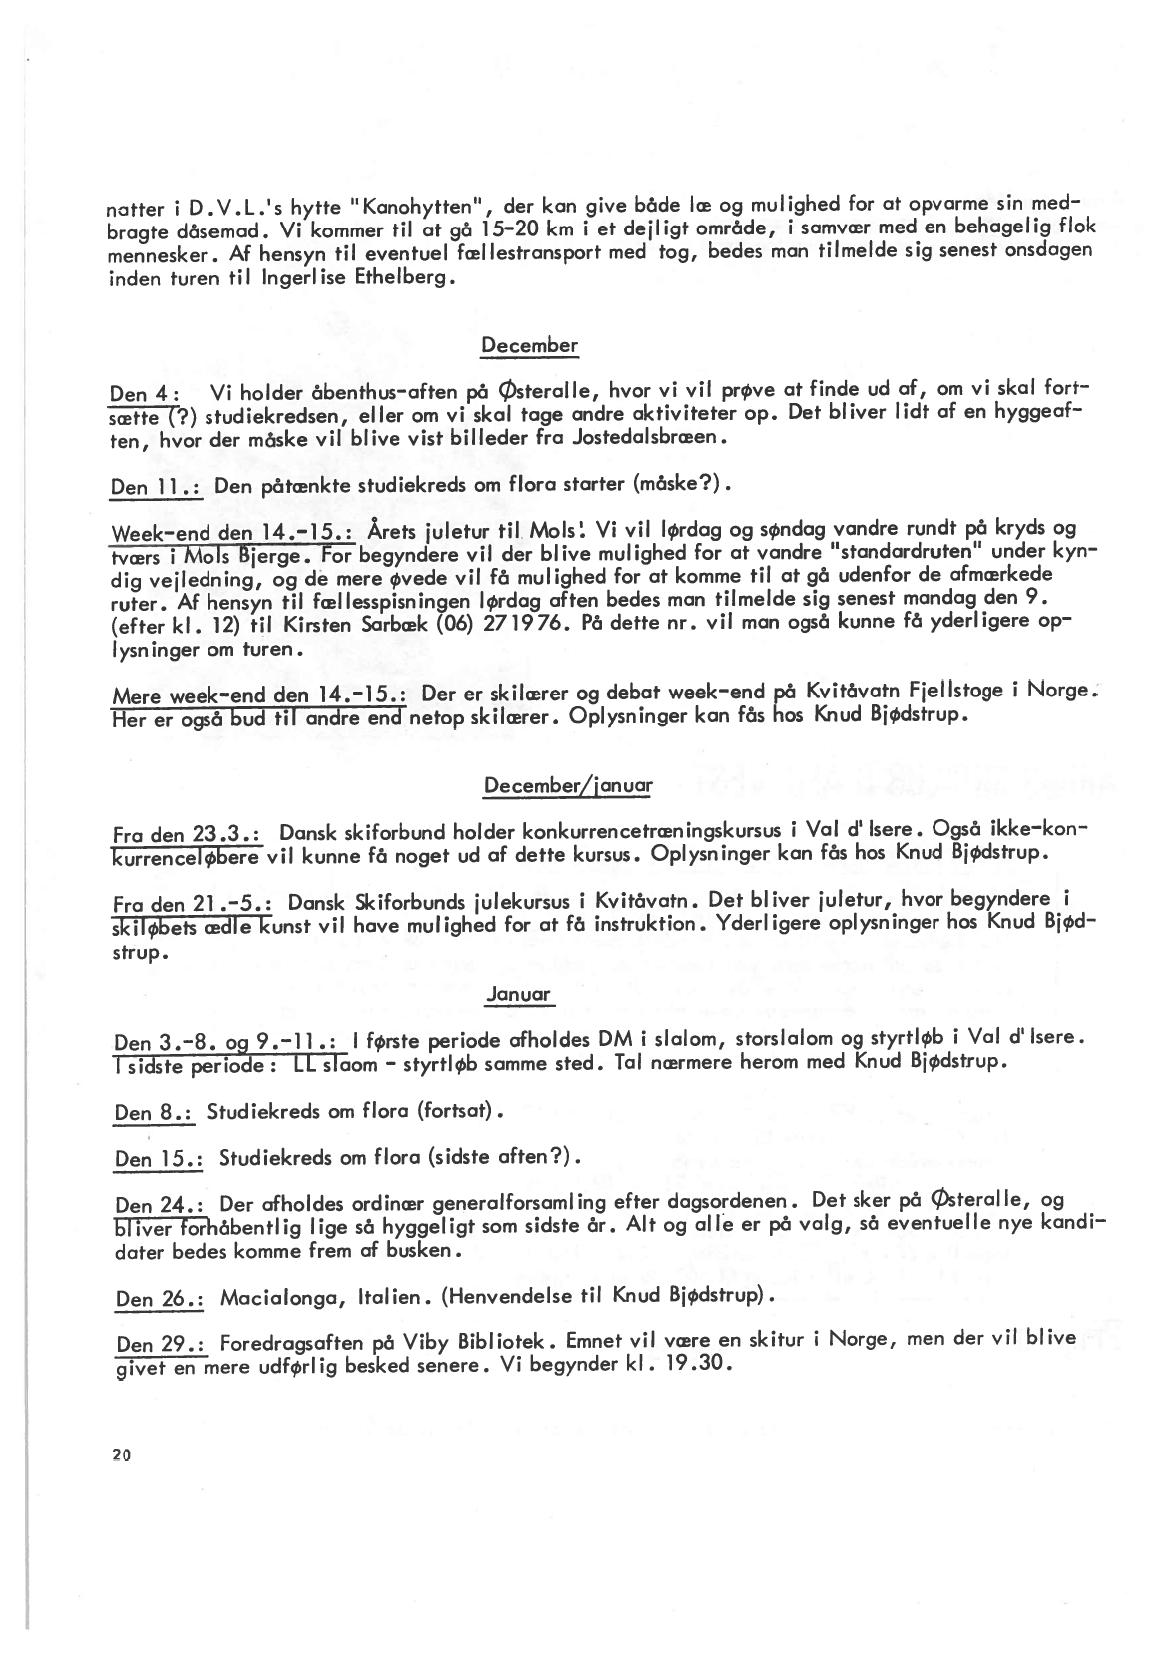 natter i D.V.L.'s hytte "Kanohytten", der kan give både læ og mulighed for at opvarme sin med-
bragte dåsemad. Vi kommer til at gå 15-20 km i et dejligt område, i samvær med en behagelig flok
mennesker. Af hensyn til eventuel fællestransport med tog, bedes man tilmelde sig senest onsdagen
inden turen til Ingerlise Ethelberg.
December
Den 4 : Vi holder åbenthus-aften på Østeralle, hvor vi vil prøve at finde ud af, om vi skal fort-
sætte (?) studiekredsen, eller om vi skal tage andre aktiviteter op. Det bliver lidt af en hyggeaf-
ten, hvor der måske vil blive vist billeder fra Jostedalsbræen.
Den 11.: Den påtænkte studiekreds om flora starter (måske?).
Week-end den 14.-15.: Årets juletur til Mols! Vi vil lørdag og søndag vandre rundt på kryds og
tværs i Mols Bjerge. For begyndere vil der blive mulighed for at vandre "standardruten" under kyn-
dig vejledning, og de mere øvede vil få mulighed for at komme til at gå udenfor de afmærkede
ruter. Af hensyn til fællesspisningen lørdag aften bedes man tilmelde sig senest mandag den 9.
(efter kl. 12) til Kirsten Sarbæk (06) 271976. På dette nr. vil man også kunne få yderligere op-
lysninger om turen.
Mere week-end den 14.-15.: Der er skilærer og debat week-end på Kvitåvatn Fjellstoge i Norge.
Her er også bud til andre end netop skilærer. Oplysninger kan fås hos Knud Bjødstrup.
December/januar
Fra den 23.3.: Dansk skiforbund holder konkurrencetræningskursus i Val d' Isere. Også ikke-kon-
kurrenceløbere vil kunne få noget ud af dette kursus. Oplysninger kan fås hos Knud Bjødstrup.
Fra den 21.-5.: Dansk Skiforbunds julekursus i Kvitåvatn. Det bliver juletur, hvor begyndere i
skiløbets ædle kunst vil have mulighed for at få instruktion. Yderligere oplysninger hos Knud Bjød-
strup.
Januar
Den 3.-8. og 9.-11.: I første periode afholdes DM i slalom, storslalom og styrtløb i Val d' Isere.
I sidste periode : LL slaom - styrtløb samme sted. Tal nærmere herom med Knud Bjødstrup.
Den 8.: Studiekreds om flora (fortsat).
Den 15.: Studiekreds om flora (sidste aften?).
Den 24.: Der afholdes ordinær generalforsamling efter dagsordenen. Det sker på Østeralle, og
bliver forhåbentlig lige så hyggeligt som sidste år. Alt og alle er på valg, så eventuelle nye kandi-
dater bedes komme frem af busken.
Den 26.: Macialonga, Italien. (Henvendelse til Knud Bjødstrup).
Den 29.: Foredragsaften på Viby Bibliotek. Emnet vil være en skitur i Norge, men der vil blive
givet en mere udførlig besked senere. Vi begynder kl. 19.30.
20